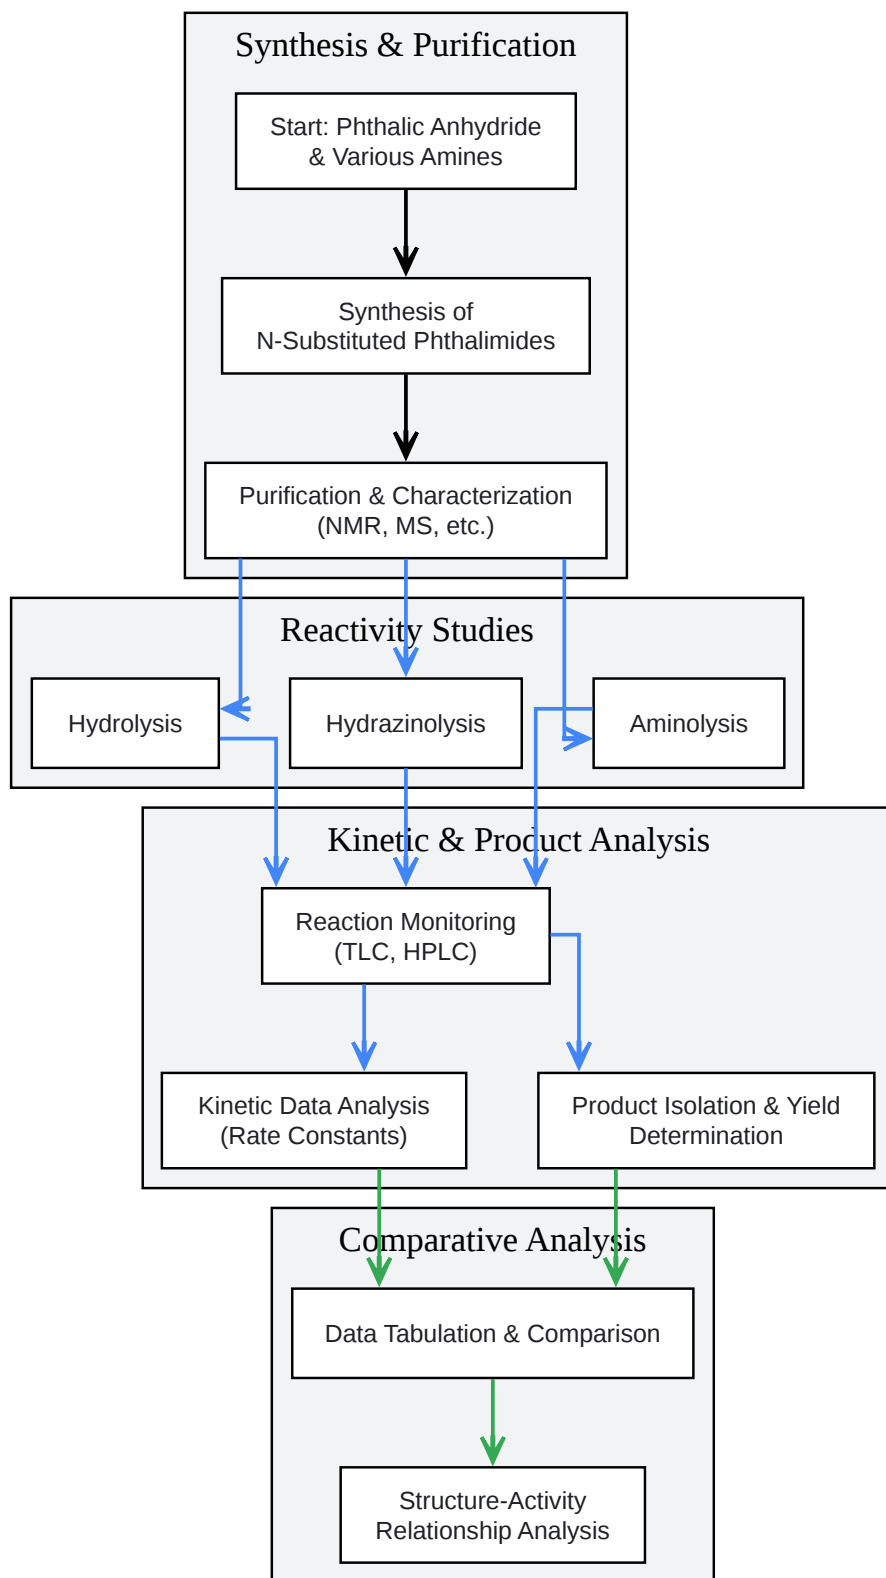 Synthesis & Purification
Start: Phthalic Anhydride
& Various Amines
Synthesis of
N-Substituted Phthalimides
Purification & Characterization
(NMR, MS, etc.)
Reactivity Studies
Hydrolysis
Hydrazinolysis
Aminolysis
Kinetic & Product Analysis
Reaction Monitoring
(TLC, HPLC)
Kinetic Data Analysis
(Rate Constants)
Product Isolation & Yield
Determination
Comparative Analysis
Data Tabulation & Comparison
Structure-Activity
Relationship Analysis